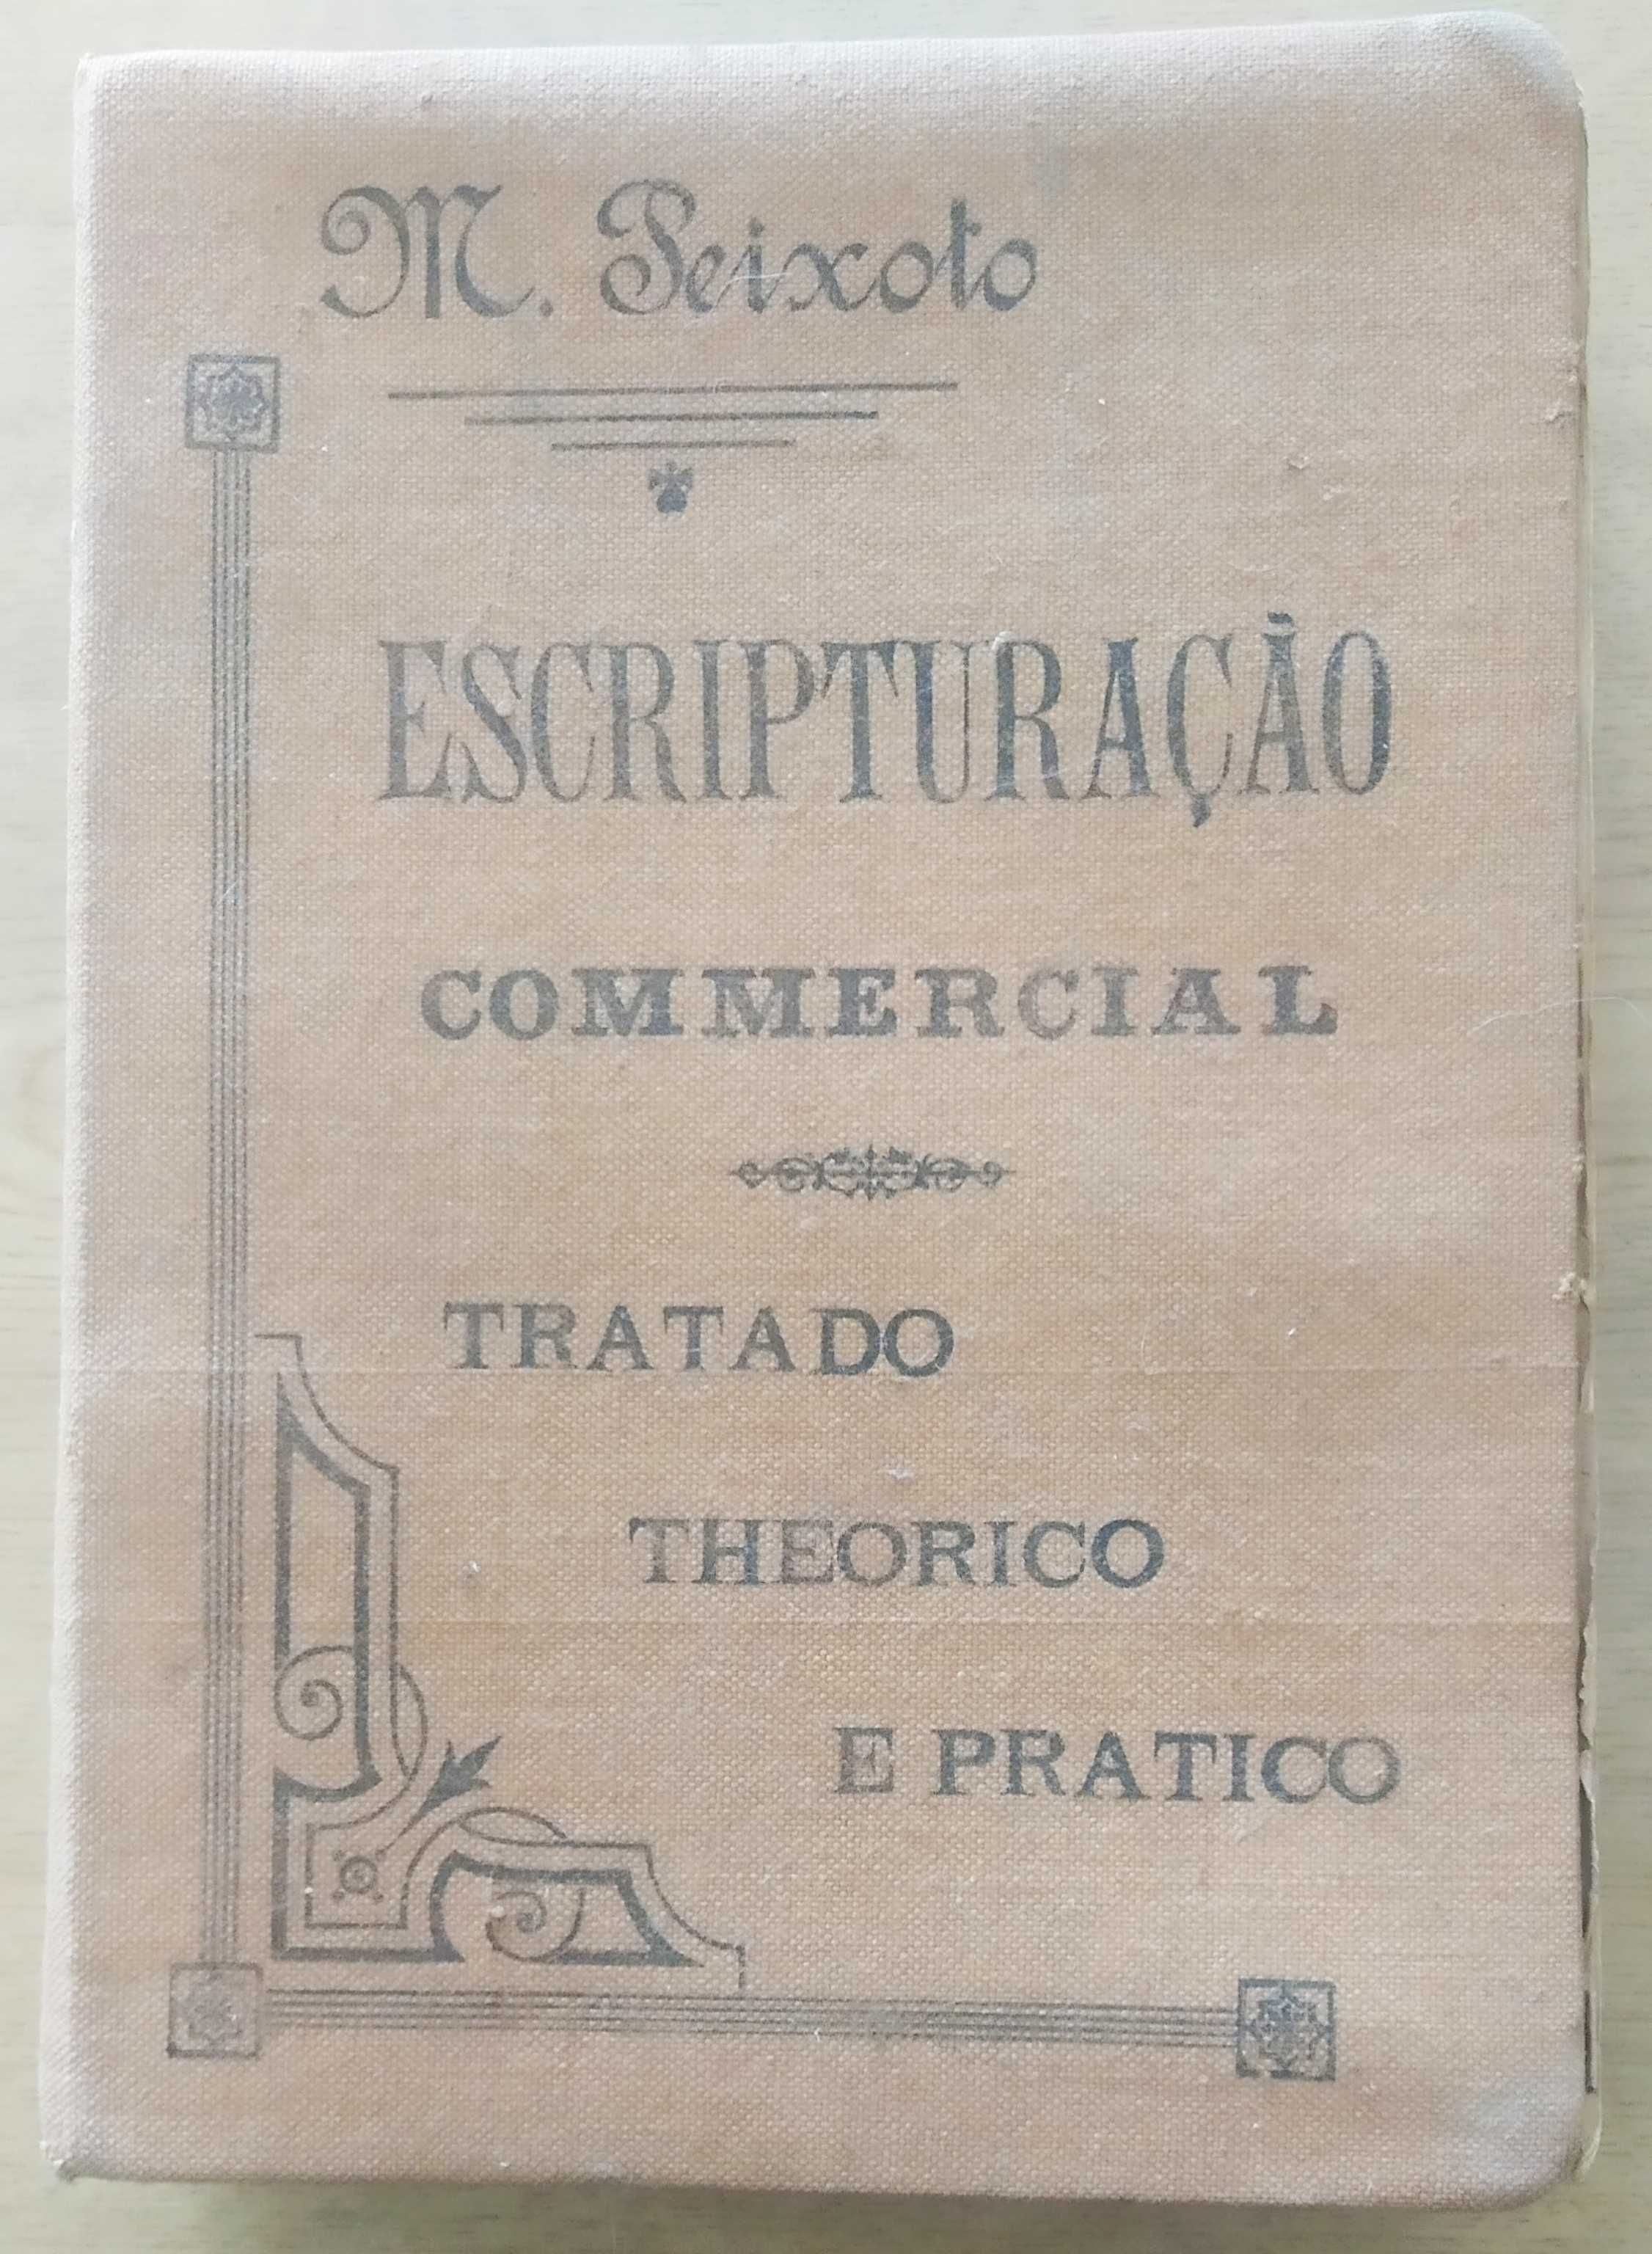 M. Peixoto
ESCRIPTURAÇÃO
COMMERCIAL
TRATADO
THEORICO
E PRATICO